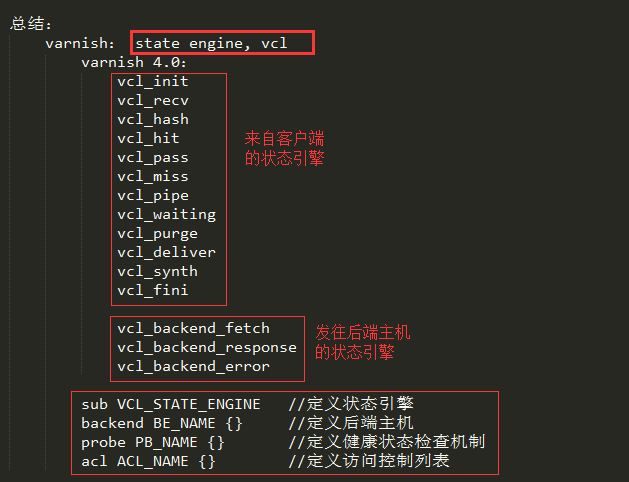 总结：
varnish： state engine, vcl
varnish 4.0：
vcl_init
vcl_recv
vcl_hash
vcl_hit
vcl_pass
vcl_miss
vcl_pipe
vcl_waiting
vcl_purge
vcl_deliver
vcl_synth
vcl_fini
来自客户端
的状态引擎
vcl_backend_fetch
vcl_backend_response
vcl_backend_error
发往后端主机
的状态引擎
sub VCL_STATE_ENGINE //定义状态引擎
backend BE_NAME {} //定义后端主机
probe PB_NAME {} //定义健康状态检查机制
acl ACL_NAME {} //定义访问控制列表